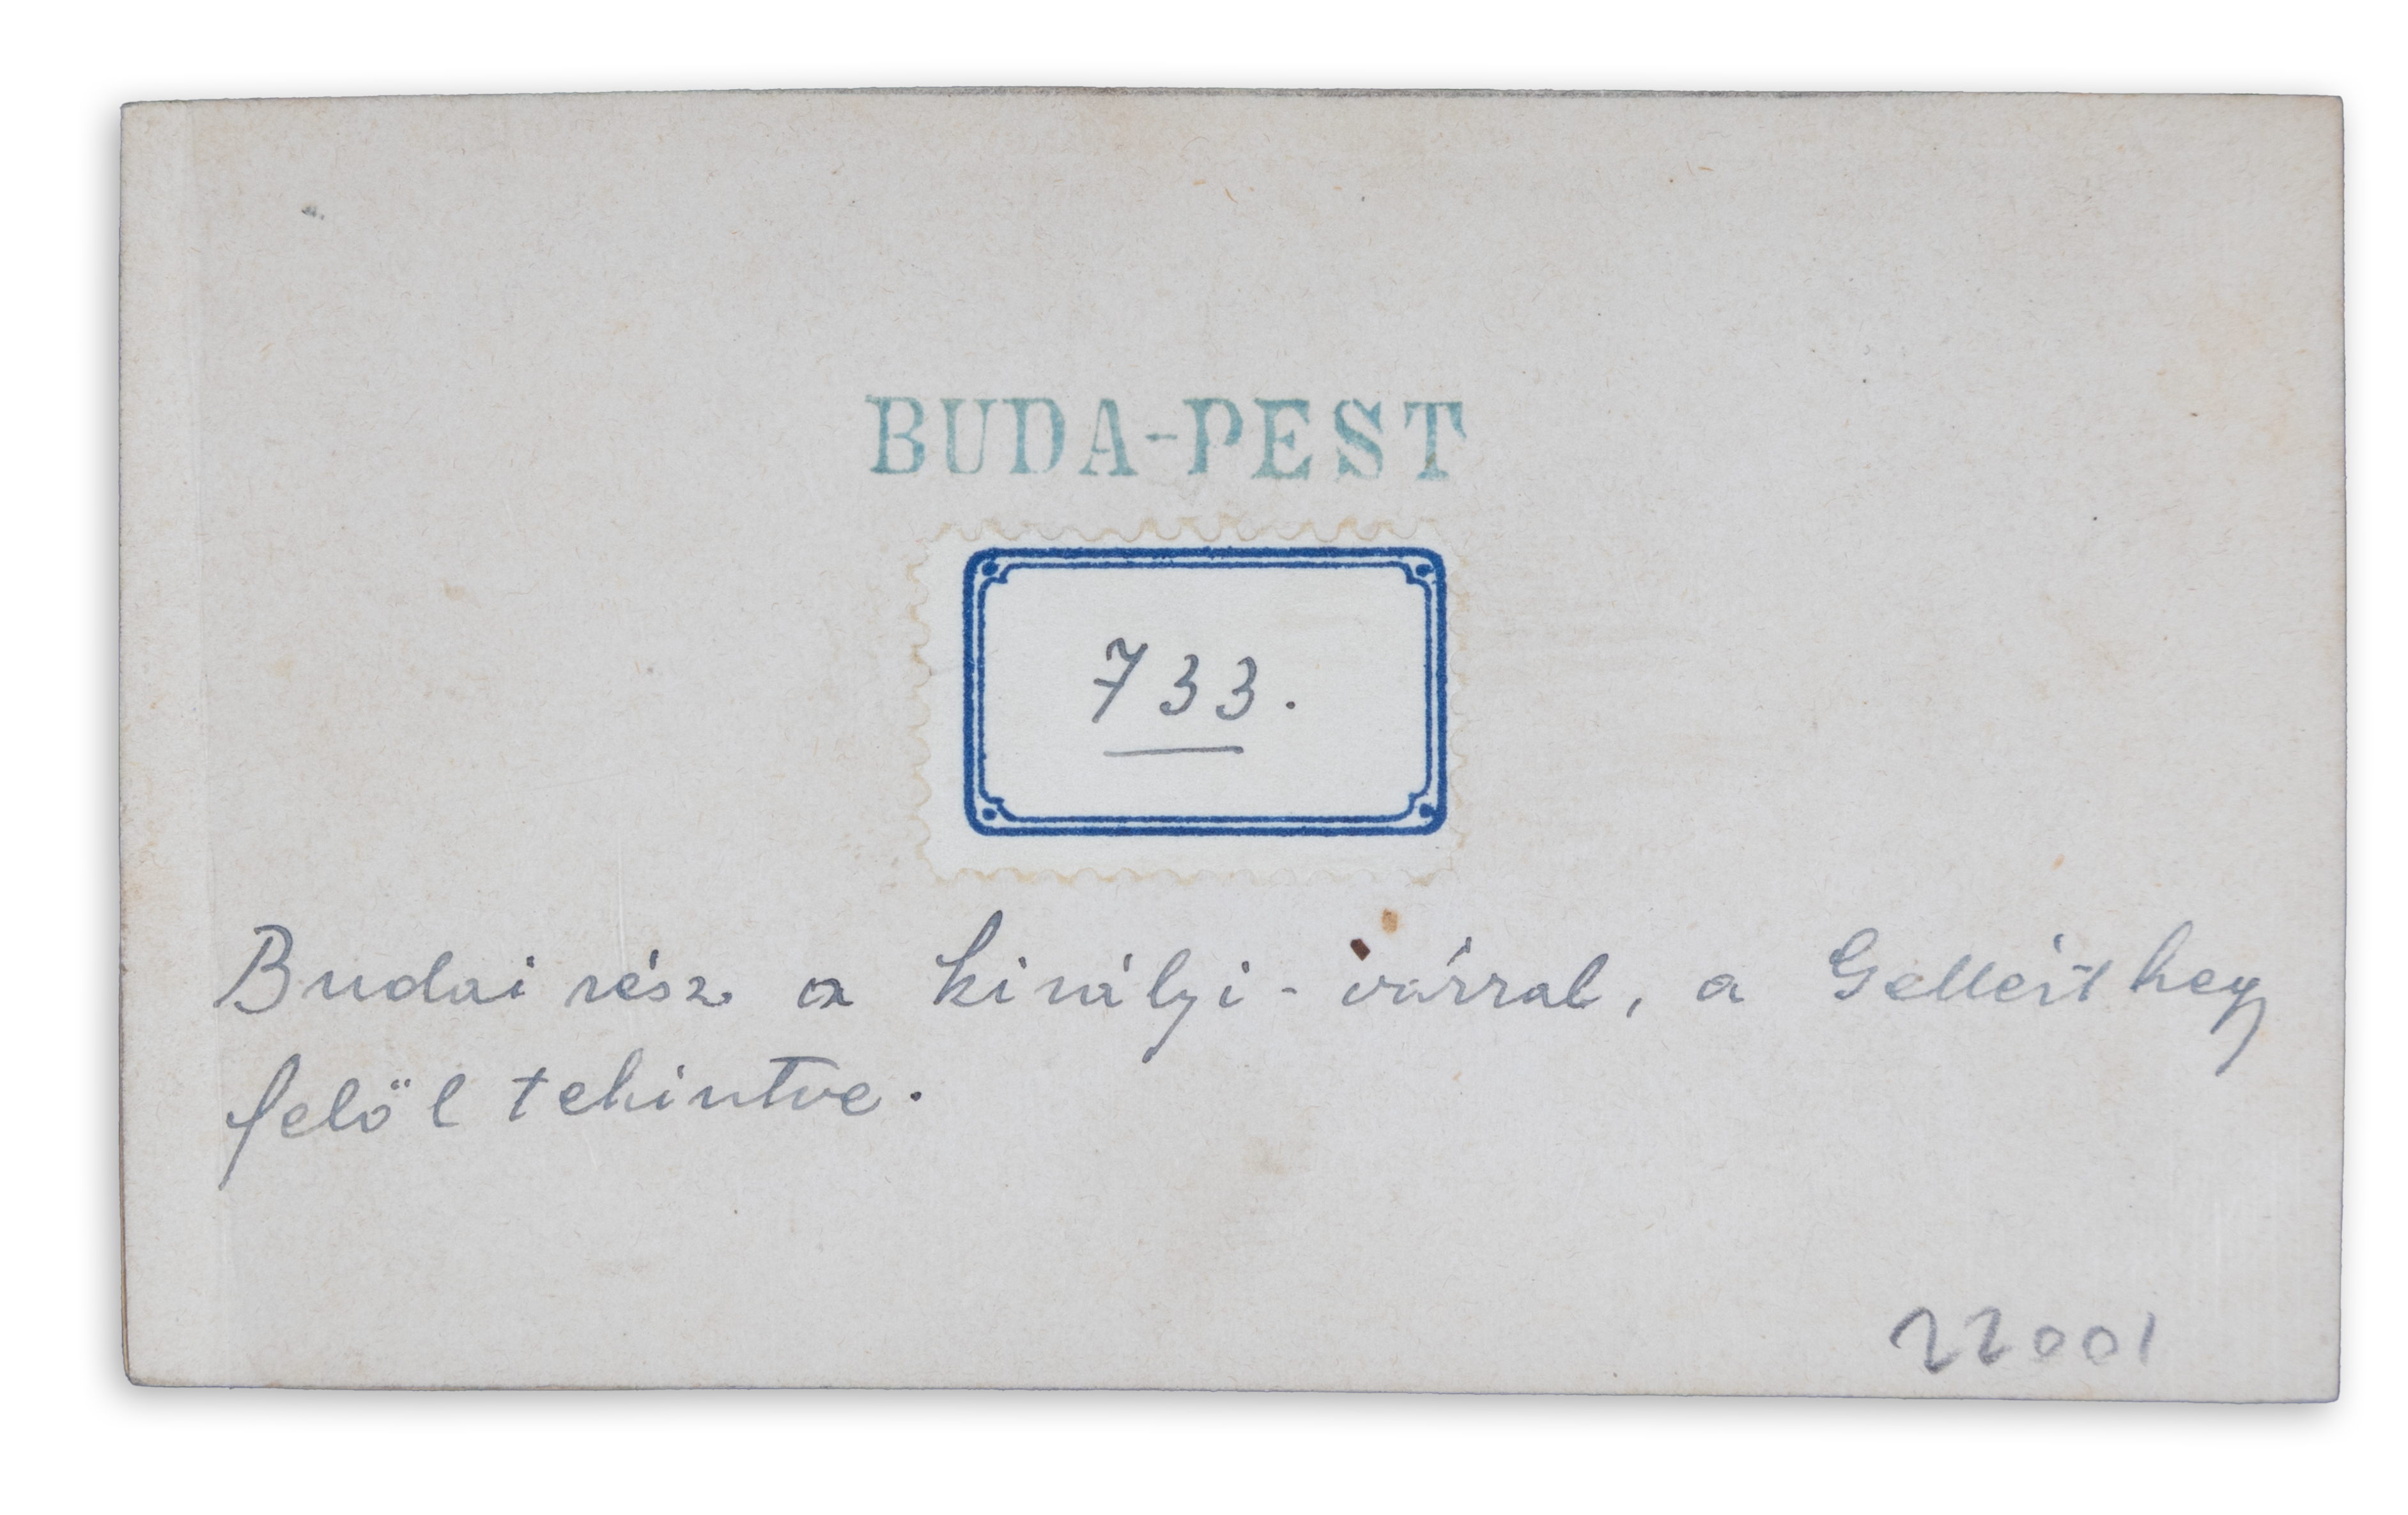 BUDA-PEST
733.
Budai rész a királyi-várral, a Gellérthegy
felöl tekintve.
22001